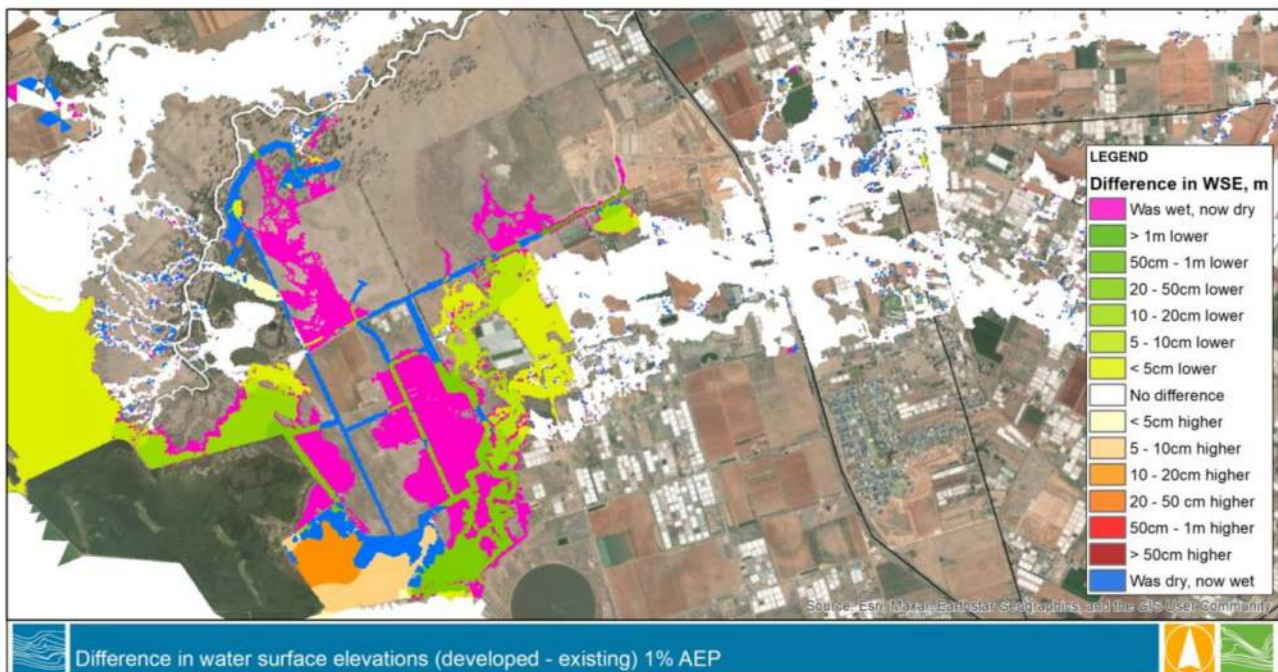 LEGEND
Difference in WSE, m
Was wet, now dry
> 1m lower
50cm - 1m lower
20 - 50cm lower
10 - 20cm lower
5 - 10cm lower
< 5cm lower
No difference
< 5cm higher
5 - 10cm higher
10 - 20cm higher
20 - 50 cm higher
50cm - 1m higher
> 50cm higher
Was dry, now wet
Source: Esri, Maxar, Earthstar Geographics, and the GIS User Community
Difference in water surface elevations (developed - existing) 1% AEP